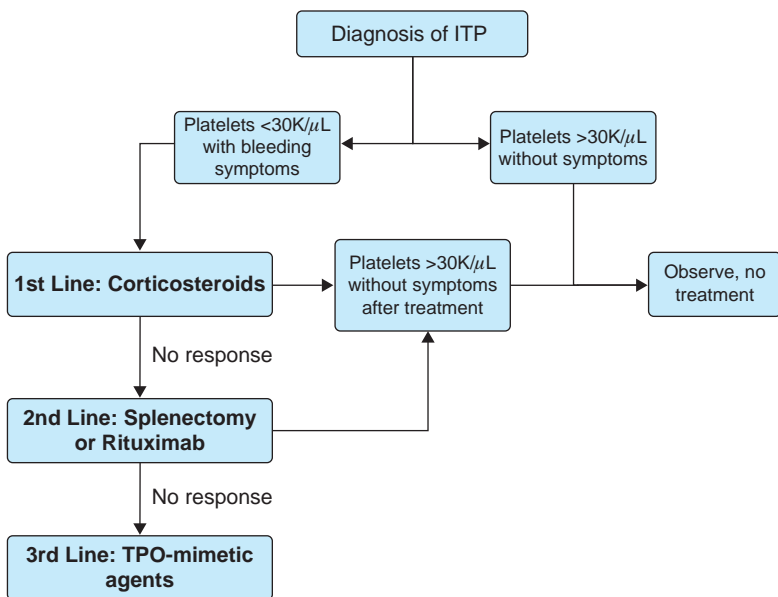 Diagnosis of ITP
Platelets <30K/μL
with bleeding
symptoms
Platelets >30K/μL
without symptoms
1st Line: Corticosteroids
Platelets >30K/μL
without symptoms
after treatment
Observe, no
treatment
No response
2nd Line: Splenectomy
or Rituximab
No response
3rd Line: TPO-mimetic
agents